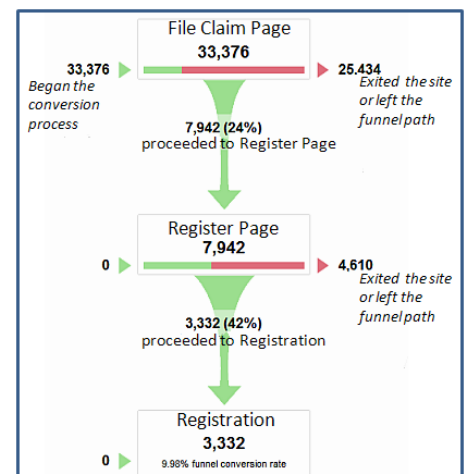 File Claim Page
33,376
33,376
25.434
Began the
conversion
process
Exited the site
or left the
funnel path
7,942 (24%)
proceeded to Register Page
Register Page
7,942
0
4,610
Exited the site
or left the
funnel path
3,332 (42%)
proceeded to Registration
Registration
3,332
0
9.98% funnel conversion rate